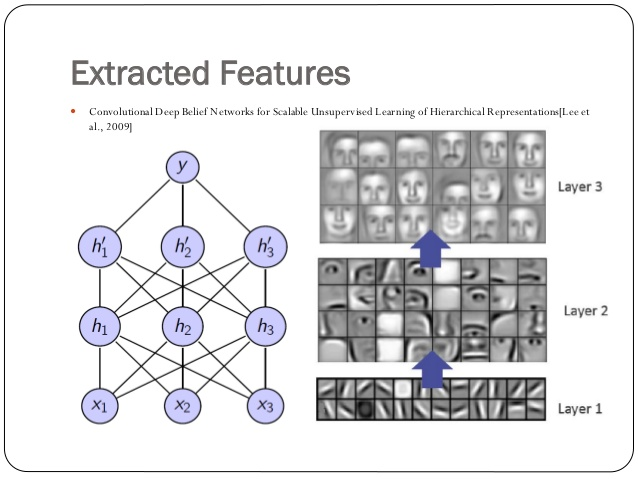 Extracted Features
• Convolutional Deep Belief Networks for Scalable Unsupervised Learning of Hierarchical Representations[Lee et
al., 2009]
y
h′1 h′2 h′3
h1 h2 h3
x1 x2 x3
Layer 3
Layer 2
Layer 1